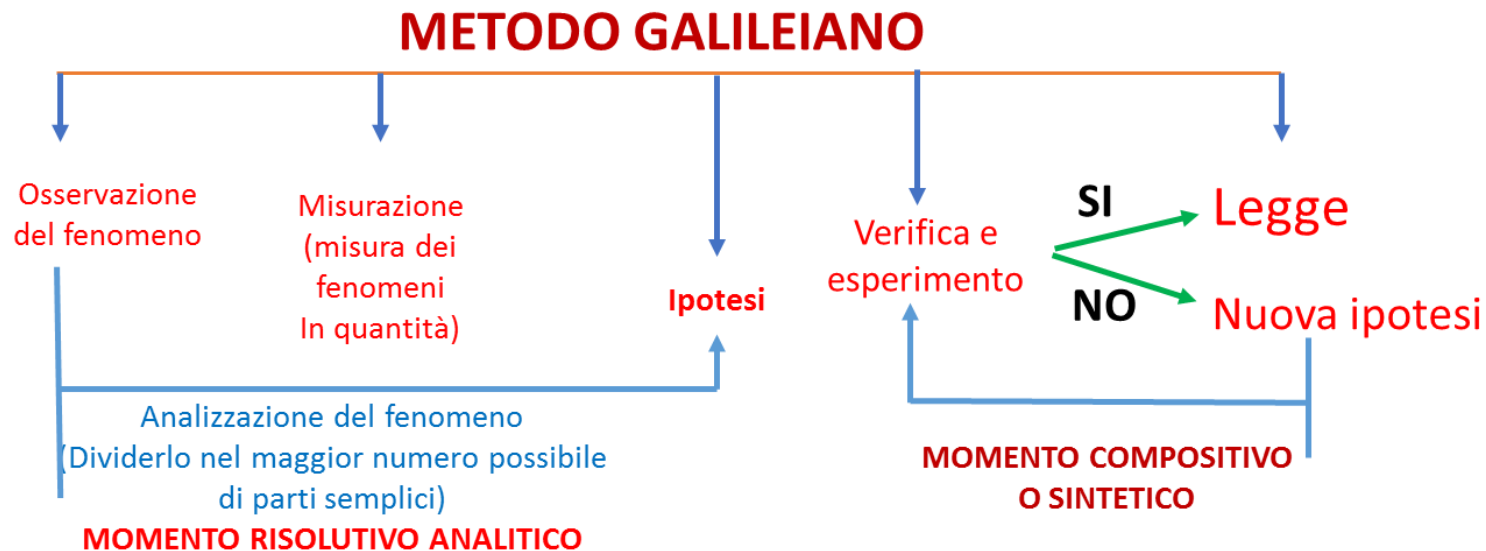 METODO GALILEIANO
Osservazione
del fenomeno
Misurazione
(misura dei
fenomeni
In quantità)
Ipotesi
Verifica e
esperimento
SI
NO
Legge
Nuova ipotesi
Analizzazione del fenomeno
(Dividerlo nel maggior numero possibile
di parti semplici)
MOMENTO RISOLUTIVO ANALITICO
MOMENTO COMPOSITIVO
O SINTETICO